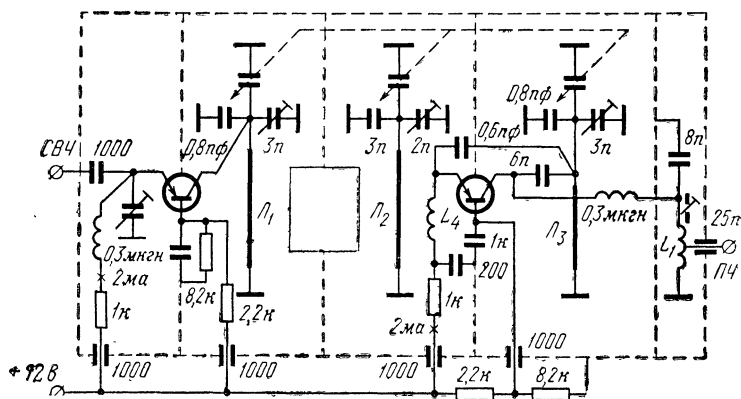 СВЧ
1000
0,8пф
3п
3п
2п
0,8пф
0,6пф
6п
3п
8п
0,3мкгн
Л₁
Л₂
L₄
Л₃
0,3мкгн
L₁
25п
ПЧ
2ма
8,2к
1к
2,2к
1к
200
1к
2ма
1000
1000
1000
1000
+12В
2,2к
8,2к